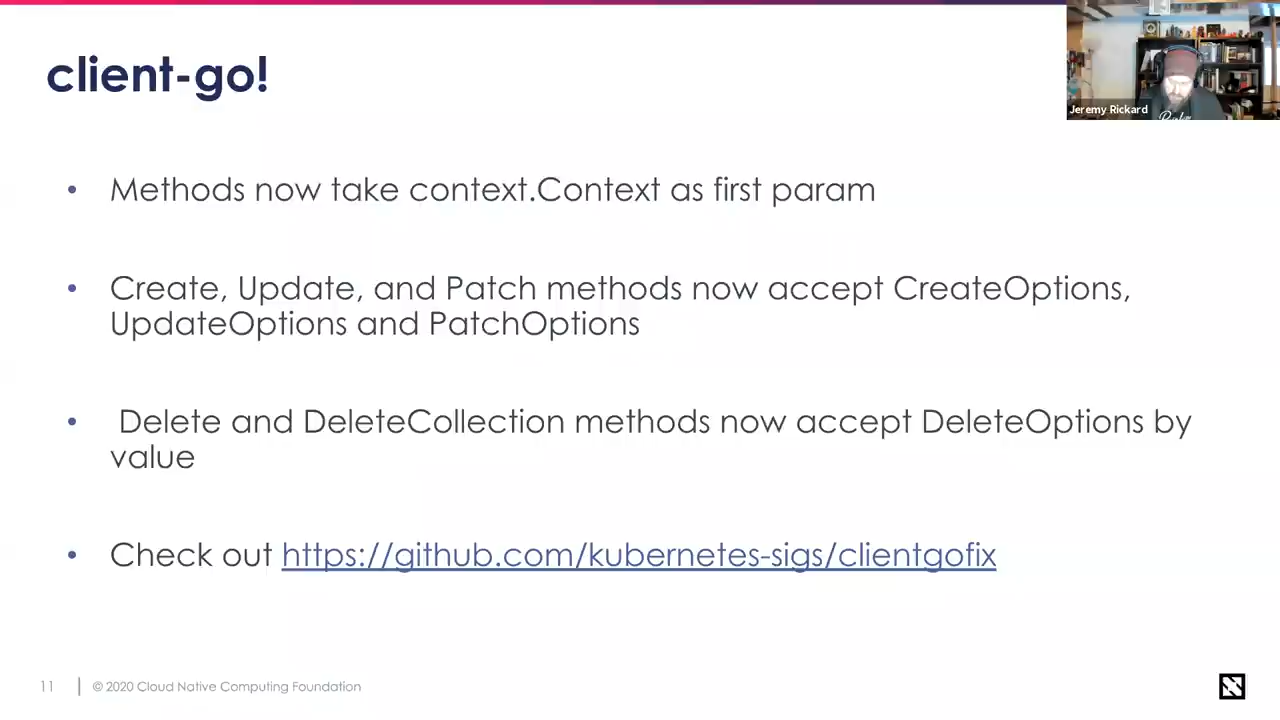 client-go!
Jeremy Rickard
• Methods now take context.Context as first param
• Create, Update, and Patch methods now accept CreateOptions,
UpdateOptions and PatchOptions
• Delete and DeleteCollection methods now accept DeleteOptions by
value
• Check out https://github.com/kubernetes-sigs/clientgofix
11 | © 2020 Cloud Native Computing Foundation